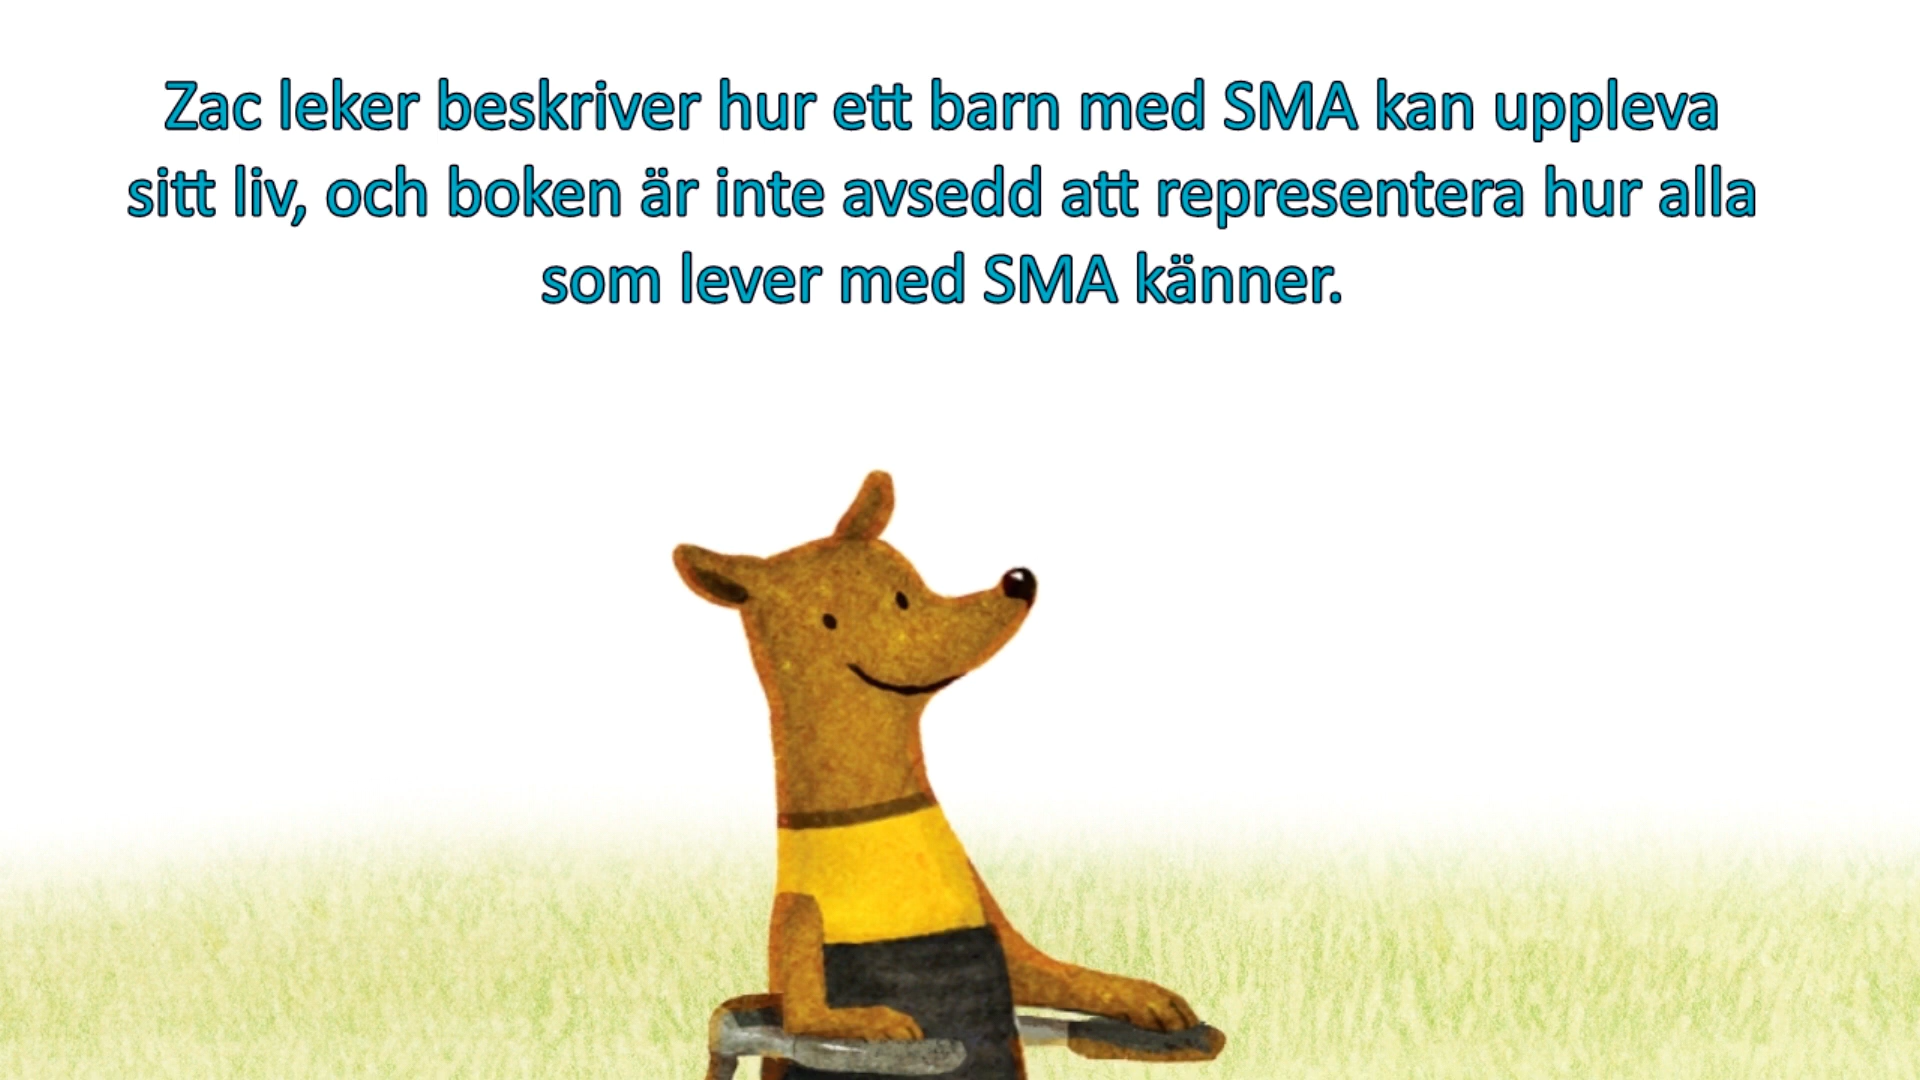 Zac leker beskriver hur ett barn med SMA kan uppleva
sitt liv, och boken är inte avsedd att representera hur alla
som lever med SMA känner.